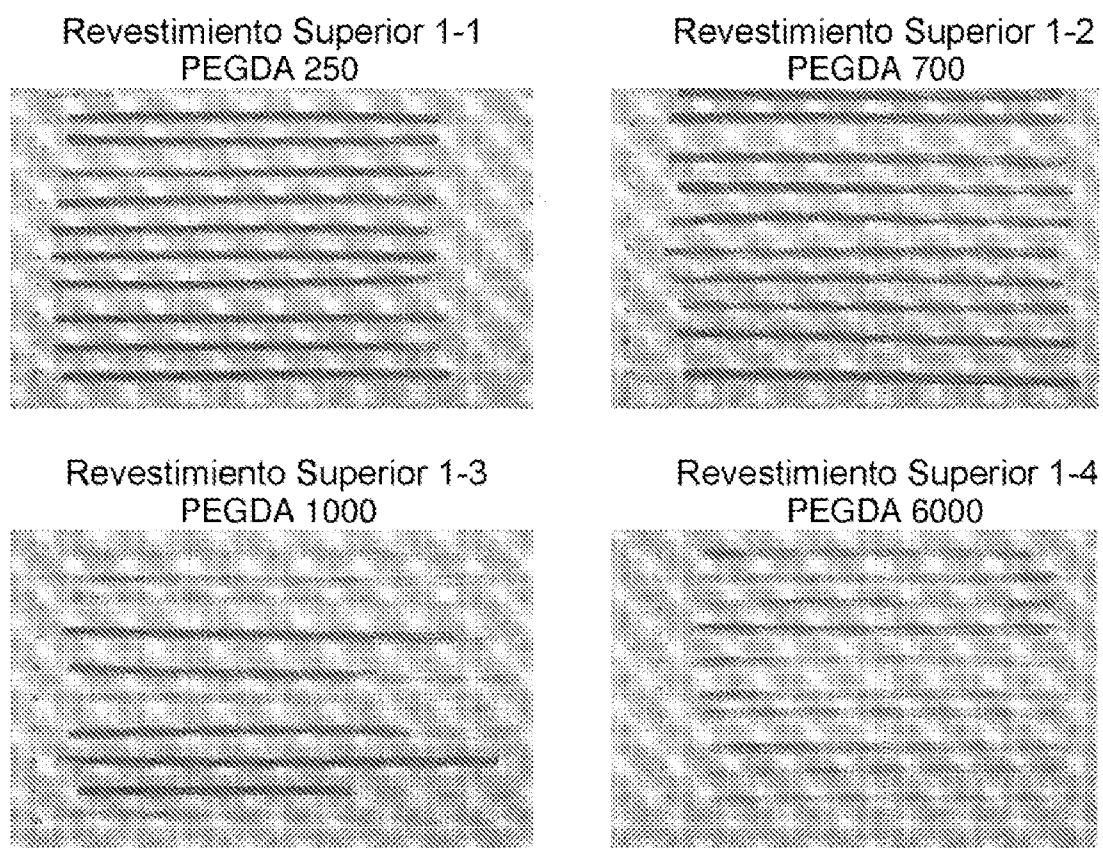 Revestimiento Superior 1-1
PEGDA 250
Revestimiento Superior 1-2
PEGDA 700
Revestimiento Superior 1-3
PEGDA 1000
Revestimiento Superior 1-4
PEGDA 6000